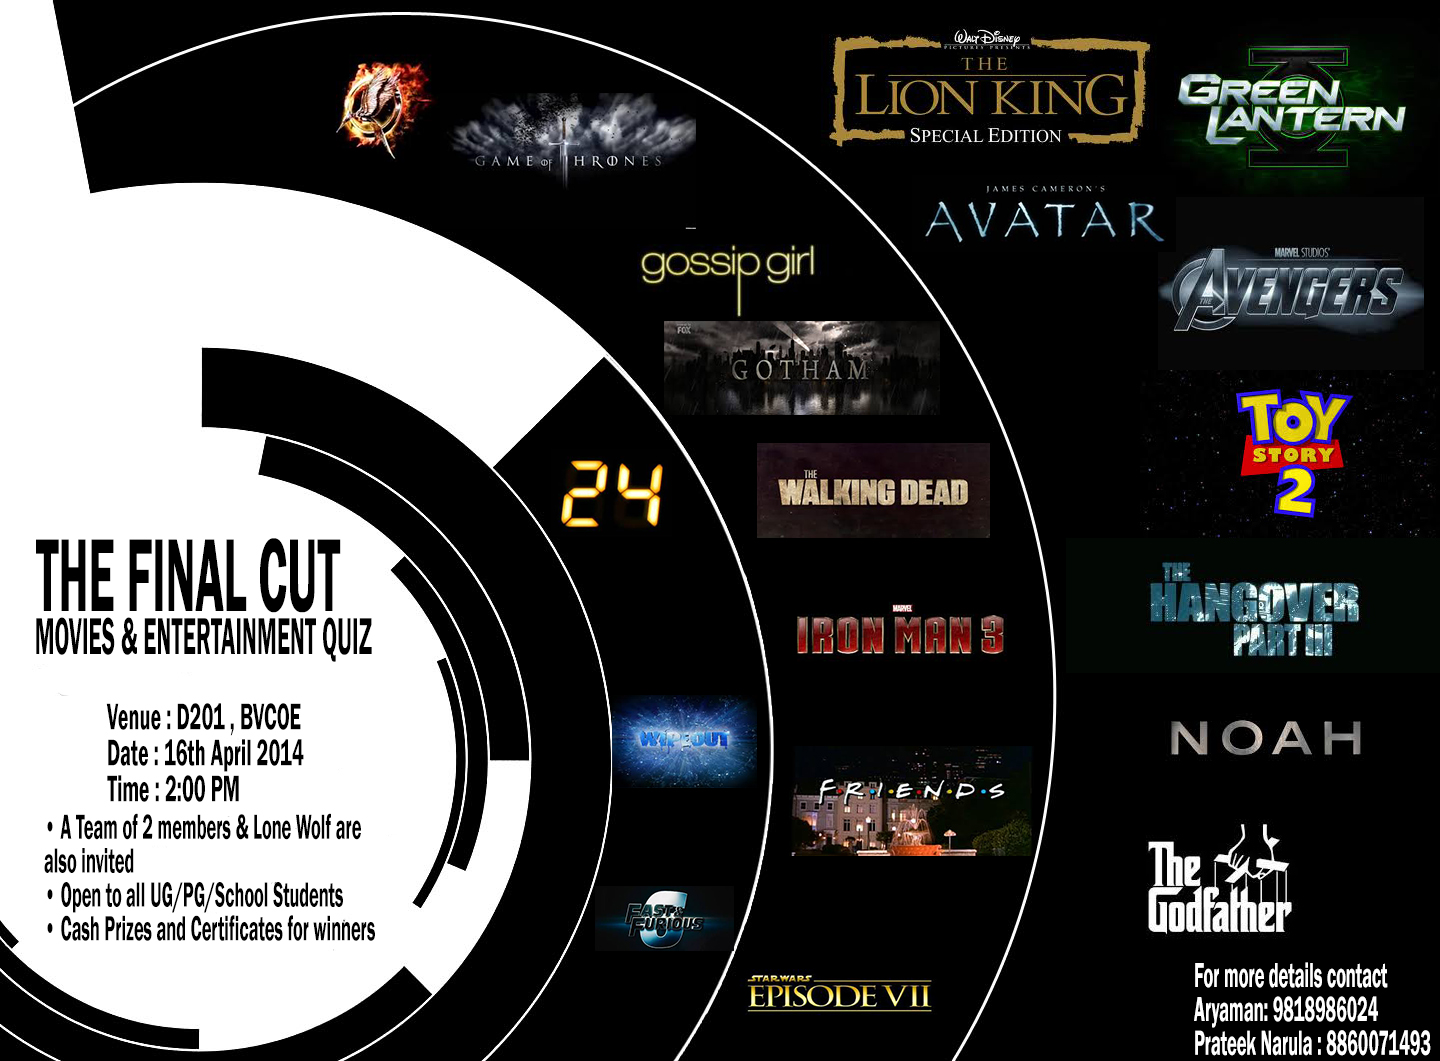 THE FINAL CUT
MOVIES & ENTERTAINMENT QUIZ
Venue : D201 , BVCOE
Date : 16th April 2014
Time : 2:00 PM
• A Team of 2 members & Lone Wolf are
also invited
• Open to all UG/PG/School Students
• Cash Prizes and Certificates for winners
GAME OF THRONES
gossip girl
FOX
GOTHAM
24
THE
WALKING DEAD
MARVEL
IRON MAN 3
WIPEOUT
F·R·I·E·N·D·S
FAST &
FURIOUS
6
STAR WARS
EPISODE VII
WALT DISNEY
PICTURES PRESENTS
THE
LION KING
SPECIAL EDITION
GREEN
LANTERN
JAMES CAMERON'S
AVATAR
MARVEL STUDIOS'
THE
AVENGERS
TOY
STORY
2
THE
HANGOVER
PART III
NOAH
The
Godfather
For more details contact
Aryaman: 9818986024
Prateek Narula : 8860071493